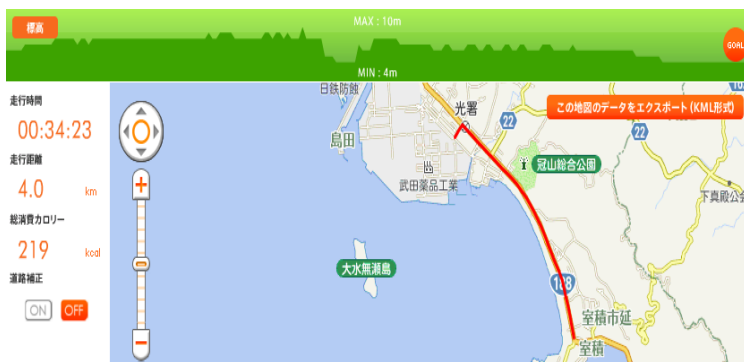 標高
MAX : 10m
GOAL
MIN : 4m
走行時間
00:34:23
走行距離
4.0 km
総消費カロリー
219 kcal
道路補正
ON OFF
この地図のデータをエクスポート(KML形式)
日鉄防蝕
光署
22
22
島田
冠山総合公園
武田薬品工業
下真殿公会
大水無瀬島
188
室積市延
室積